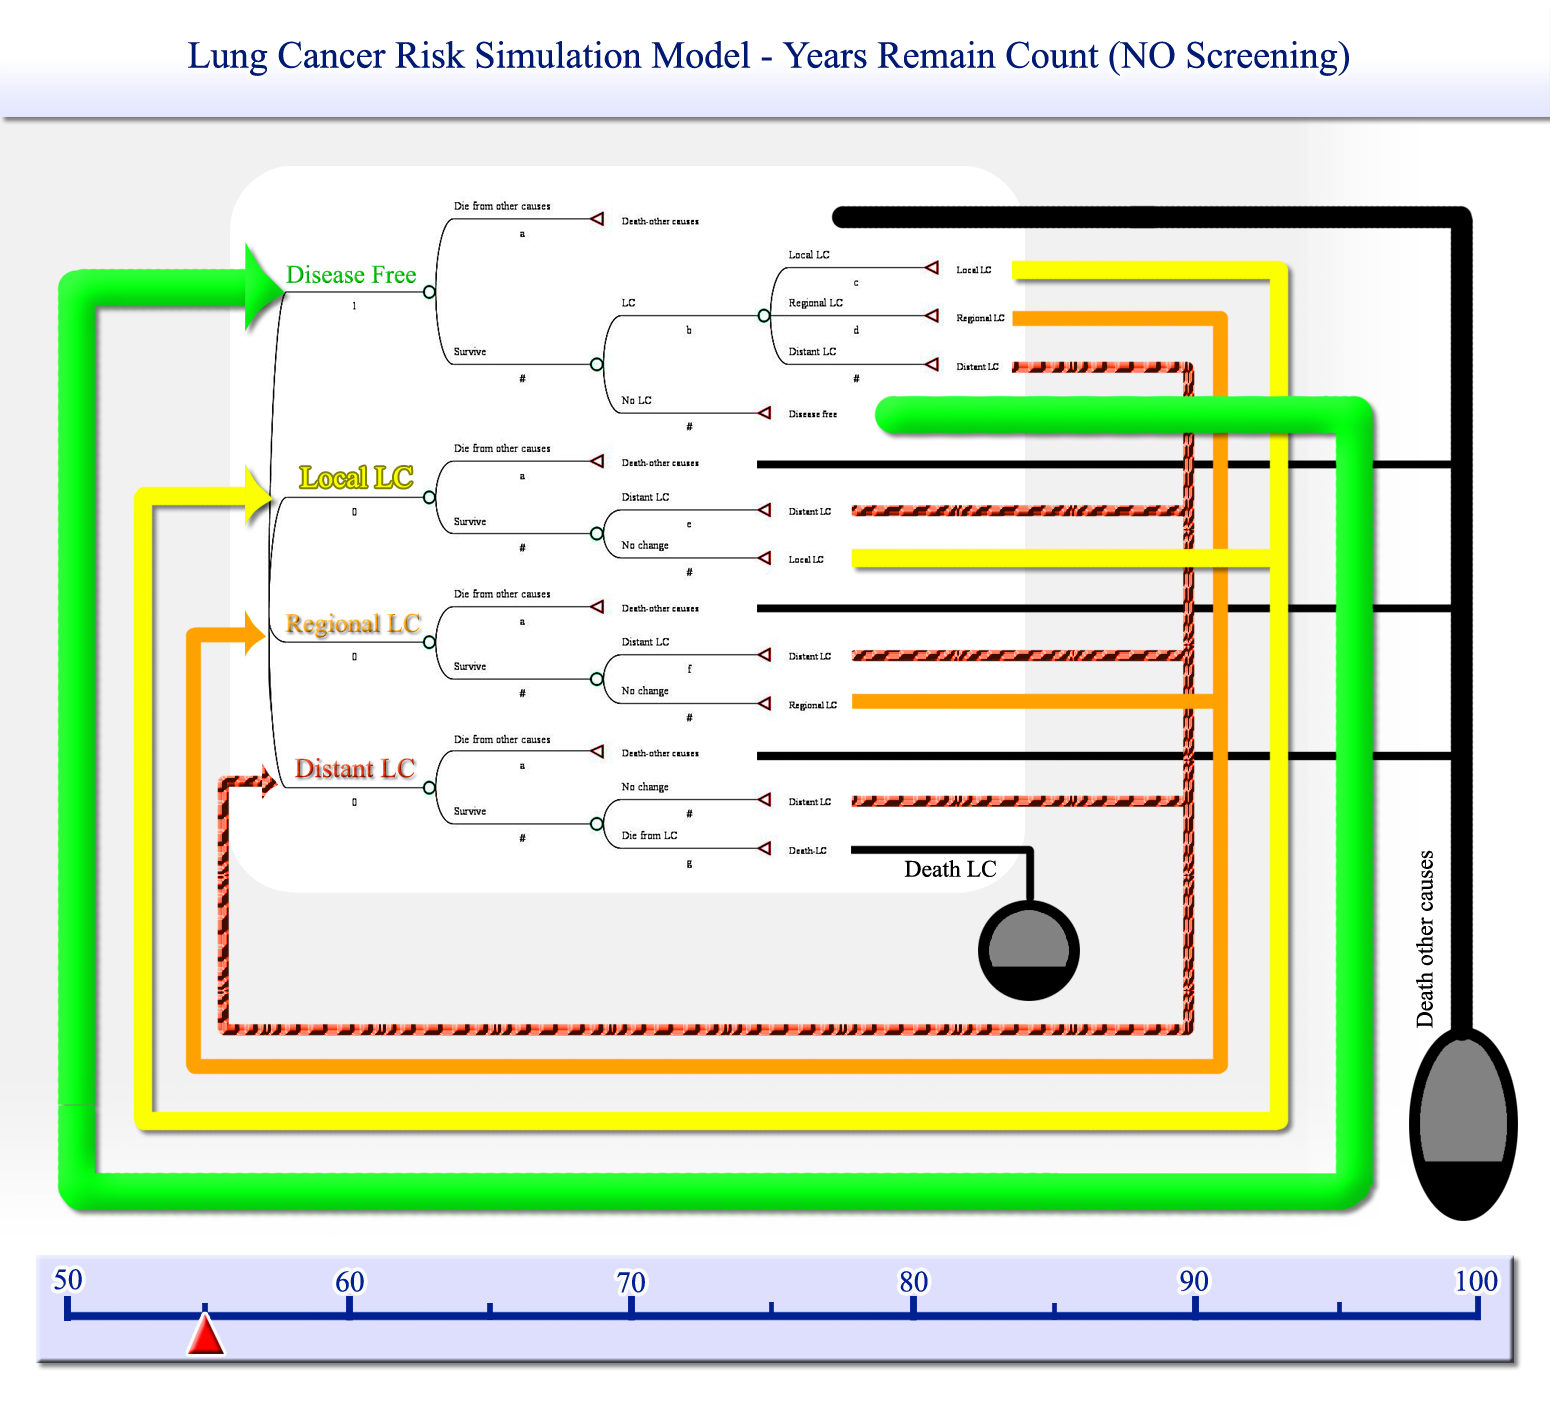 Lung Cancer Risk Simulation Model - Years Remain Count (NO Screening)
Die from other causes
a
Death-other causes
Disease Free
1
Local LC
c
Local LC
LC
b
Regional LC
d
Regional LC
Survive
#
Distant LC
#
Distant LC
No LC
#
Disease free
Die from other causes
a
Death-other causes
Local LC
0
Distant LC
e
Distant LC
Survive
#
No change
#
Local LC
Die from other causes
a
Death-other causes
Regional LC
0
Distant LC
f
Distant LC
Survive
#
No change
#
Regional LC
Die from other causes
a
Death-other causes
Distant LC
0
No change
#
Distant LC
Survive
#
Die from LC
g
Death-LC
Death LC
Death other causes
50 60 70 80 90 100